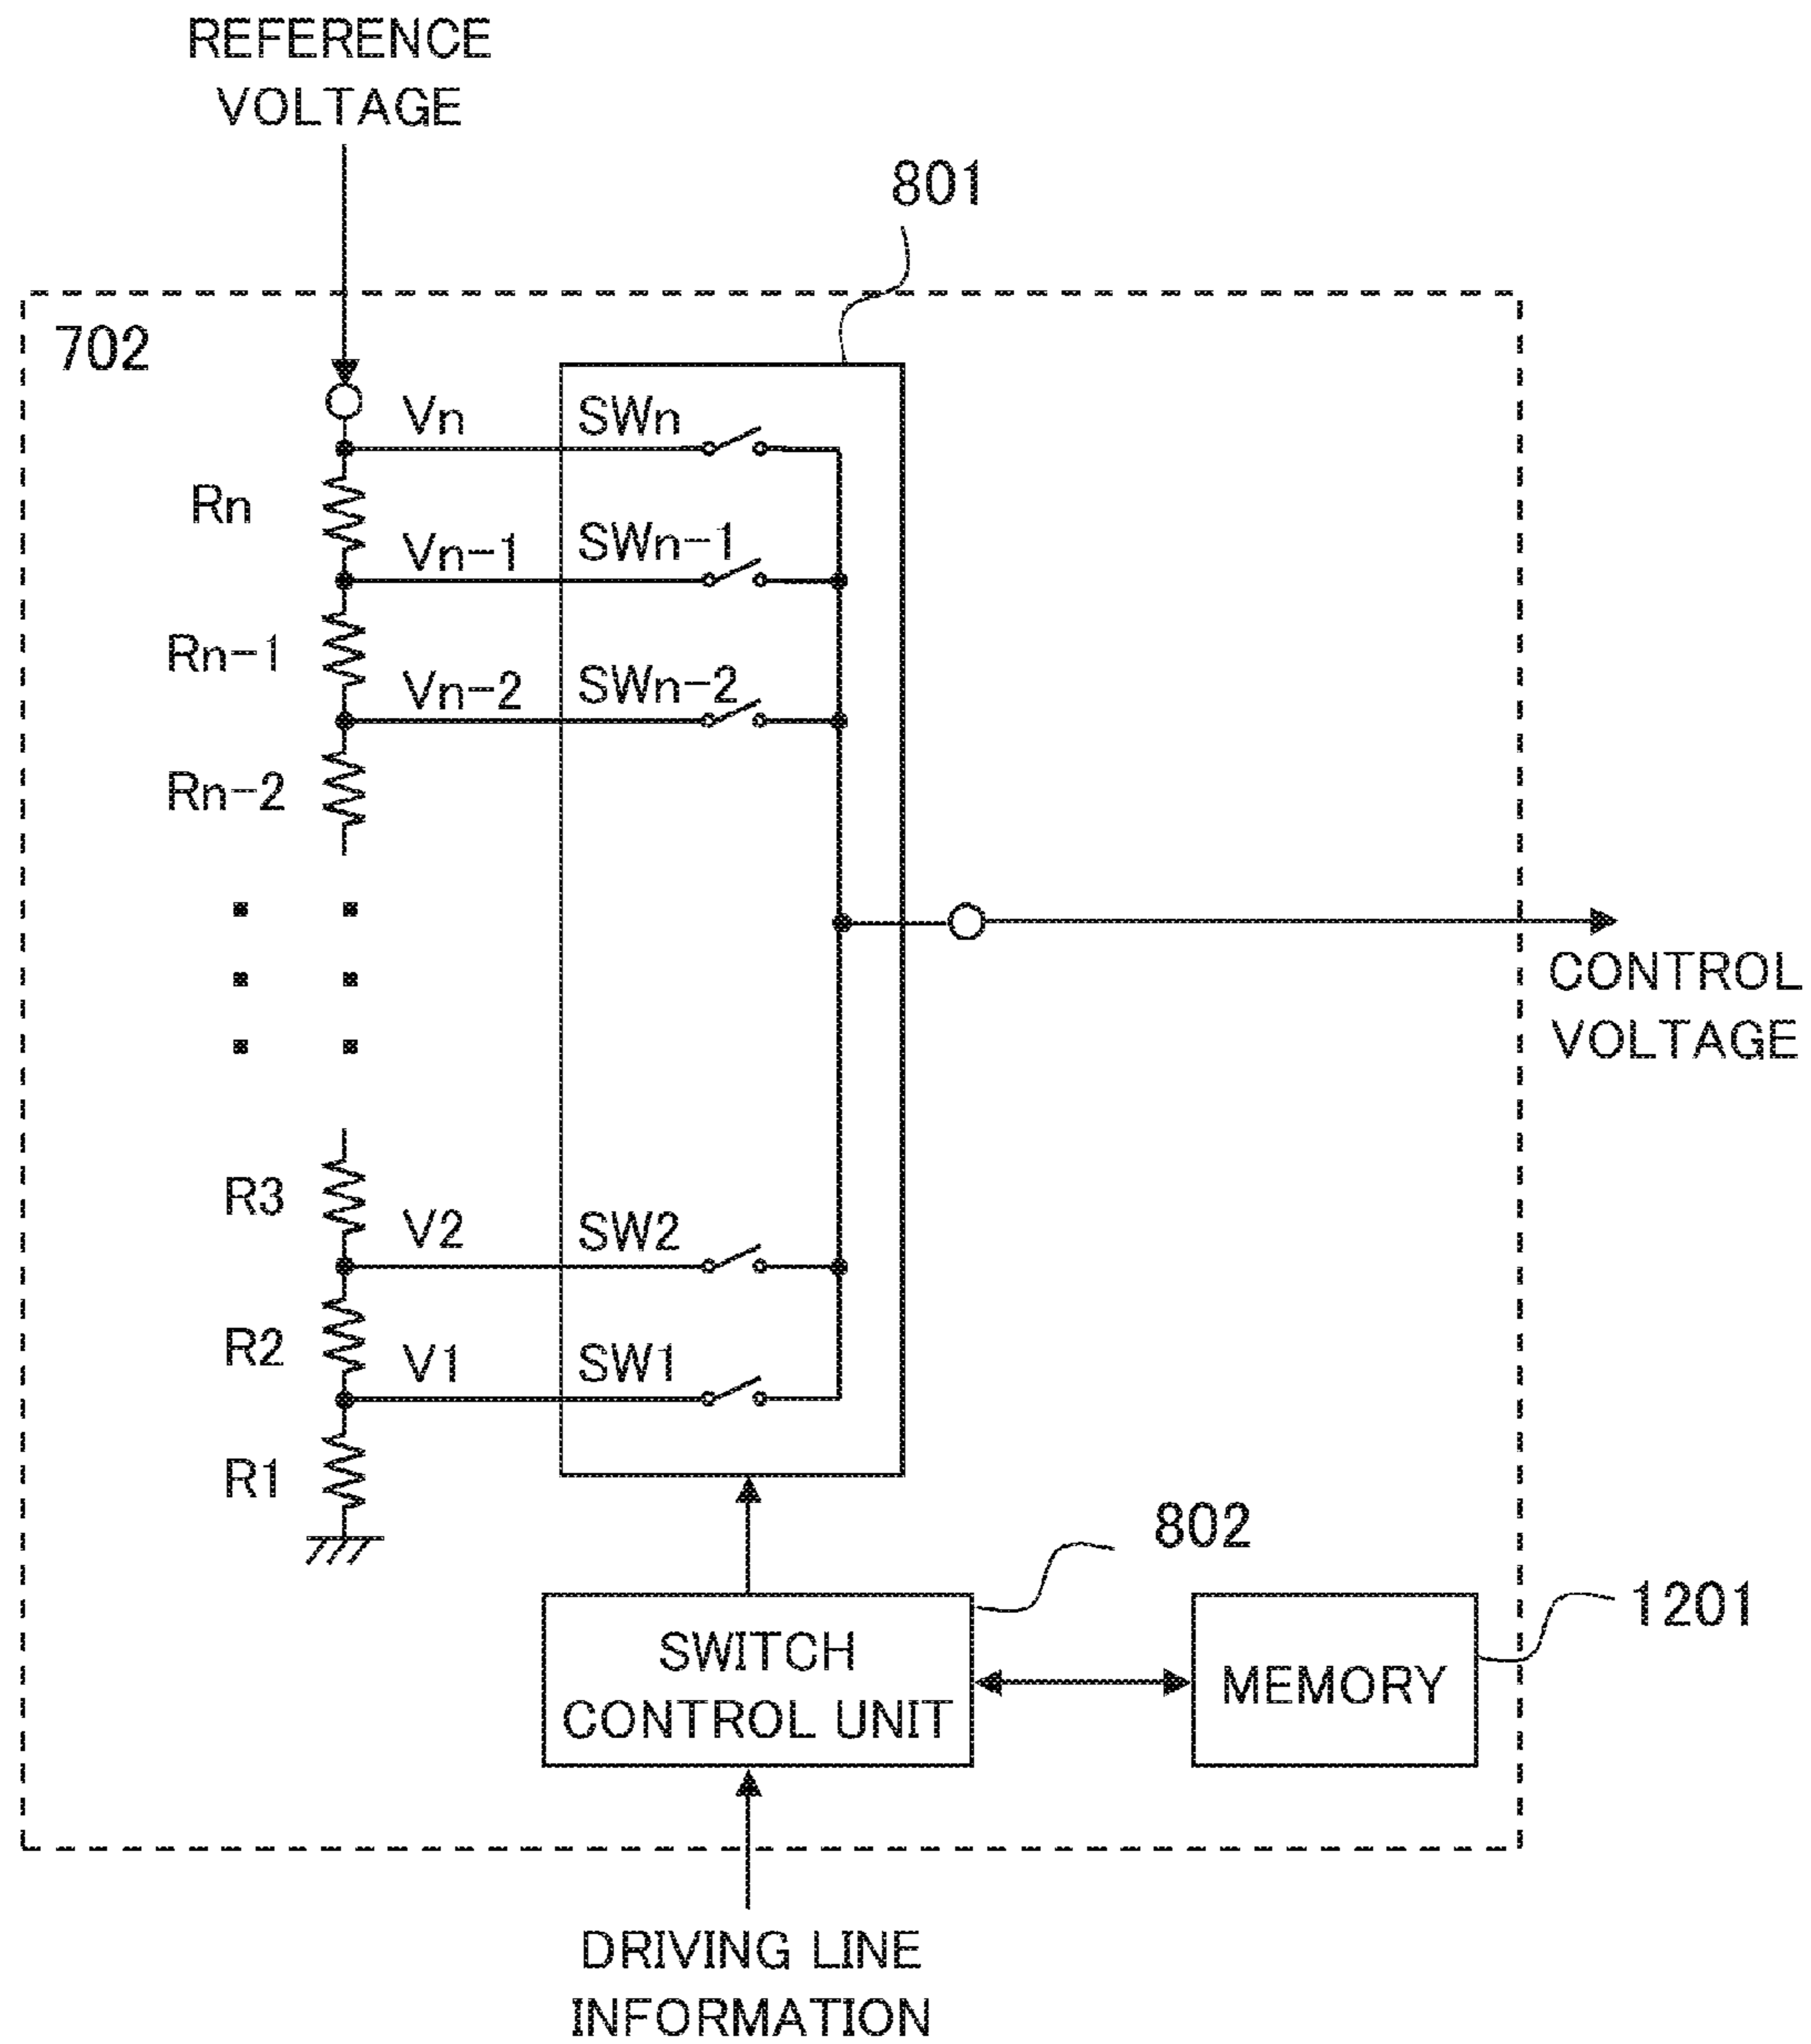 REFERENCE
VOLTAGE
801
702
Vn
SWn
Rn
Vn-1
SWn-1
Rn-1
Vn-2
SWn-2
Rn-2
CONTROL
VOLTAGE
R3
V2
SW2
R2
V1
SW1
R1
802
1201
SWITCH
CONTROL UNIT
MEMORY
DRIVING LINE
INFORMATION